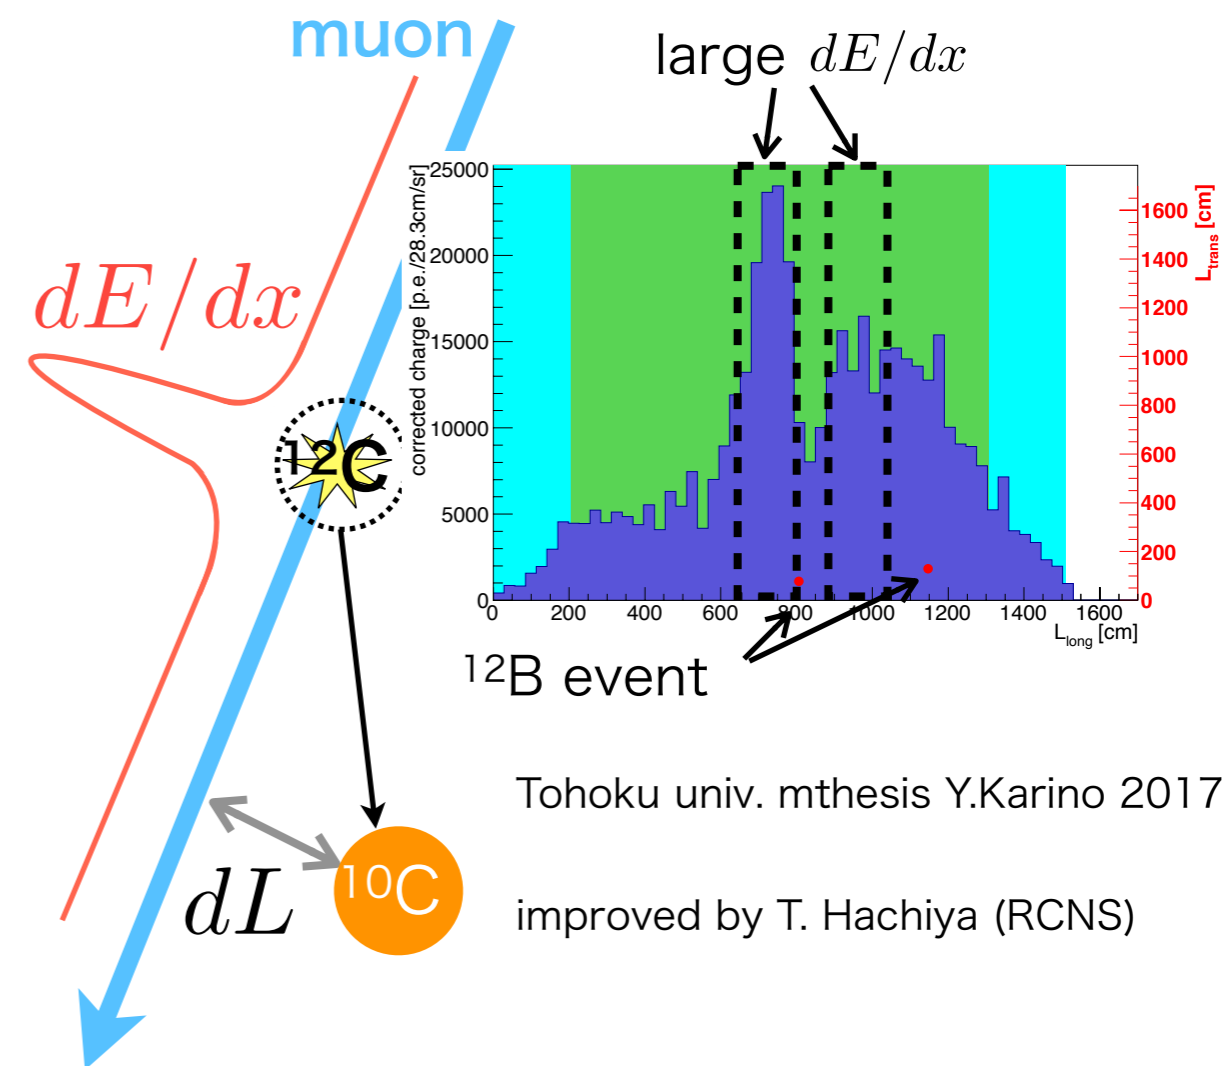 muon
large dE/dx
dE/dx
12C
corrected charge [p.e./28.3cm/sr]
25000
20000
15000
10000
5000
0
0 200 400 600 800 1000 1200 1400 1600
L_long [cm]
L_trans [cm]
1600
1400
1200
1000
800
600
400
200
0
12B event
Tohoku univ. mthesis Y.Karino 2017
dL
10C
improved by T. Hachiya (RCNS)